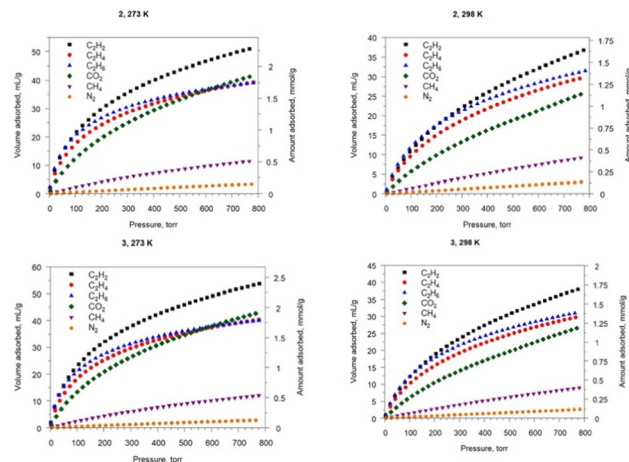 2, 273 K
C₂H₂
C₂H₄
C₂H₆
CO₂
CH₄
N₂
50
40
30
20
10
0
Volume adsorbed, mL/g
2
1.5
1
0.5
0
Amount adsorbed, mmol/g
0 100 200 300 400 500 600 700 800
Pressure, torr
2, 298 K
C₂H₂
C₂H₄
C₂H₆
CO₂
CH₄
N₂
40
35
30
25
20
15
10
5
0
Volume adsorbed, mL/g
1.75
1.5
1.25
1
0.75
0.5
0.25
0
Amount adsorbed, mmol/g
0 100 200 300 400 500 600 700 800
Pressure, torr
3, 273 K
C₂H₂
C₂H₄
C₂H₆
CO₂
CH₄
N₂
60
50
40
30
20
10
0
Volume adsorbed, mL/g
2.5
2
1.5
1
0.5
0
Amount adsorbed, mmol/g
0 100 200 300 400 500 600 700 800
Pressure, torr
3, 298 K
C₂H₂
C₂H₄
C₂H₆
CO₂
CH₄
N₂
45
40
35
30
25
20
15
10
5
0
Volume adsorbed, mL/g
2
1.75
1.5
1.25
1
0.75
0.5
0.25
0
Amount adsorbed, mmol/g
0 100 200 300 400 500 600 700 800
Pressure, torr